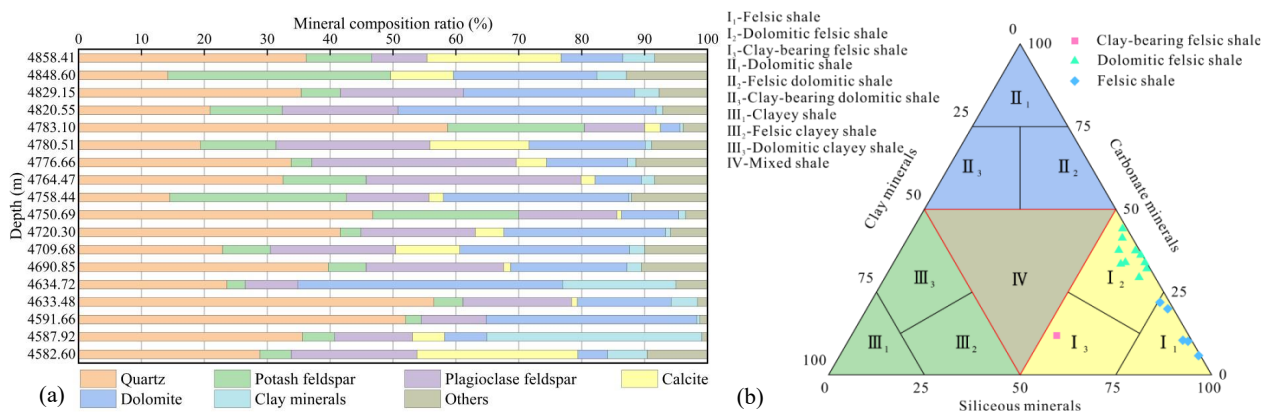 Mineral composition ratio (%)
0 10 20 30 40 50 60 70 80 90 100
Depth (m)
4858.41
4848.60
4829.15
4820.55
4783.10
4780.51
4776.66
4764.47
4758.44
4750.69
4720.30
4709.68
4690.85
4634.72
4633.48
4591.66
4587.92
4582.60
(a)
Quartz Potash feldspar Plagioclase feldspar Calcite
Dolomite Clay minerals Others
I₁-Felsic shale
I₂-Dolomitic felsic shale
I₁-Clay-bearing felsic shale
II₁-Dolomitic shale
II₂-Felsic dolomitic shale
II₃-Clay-bearing dolomitic shale
III₁-Clayey shale
III₂-Felsic clayey shale
III₃-Dolomitic clayey shale
IV-Mixed shale
Clay-bearing felsic shale
Dolomitic felsic shale
Felsic shale
0
100
II₁
25
75
II₃
II₂
Clay minerals
Carbonate minerals
50
50
I₂
IV
III₃
75
25
III₁
III₂
I₃
I₁
100
0
0
25
50
75
100
Siliceous minerals
(b)